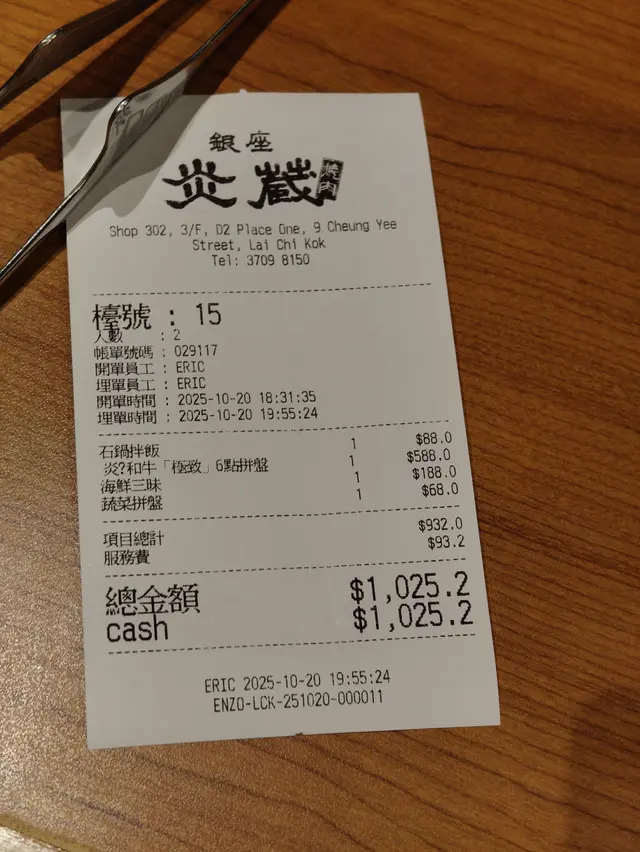 銀座
炎蔵 焼肉
Shop 302, 3/F, D2 Place One, 9 Cheung Yee
Street, Lai Chi Kok
Tel: 3709 8150
檯號 : 15
人數 : 2
帳單號碼 : 029117
開單員工 : ERIC
埋單員工 : ERIC
開單時間 : 2025-10-20 18:31:35
埋單時間 : 2025-10-20 19:55:24
石鍋拌飯 1 $88.0
炎?和牛「極致」6點拼盤 1 $588.0
海鮮三昧 1 $188.0
蔬菜拼盤 1 $68.0
項目總計 $932.0
服務費 $93.2
總金額 $1,025.2
cash $1,025.2
ERIC 2025-10-20 19:55:24
ENZO-LCK-251020-000011